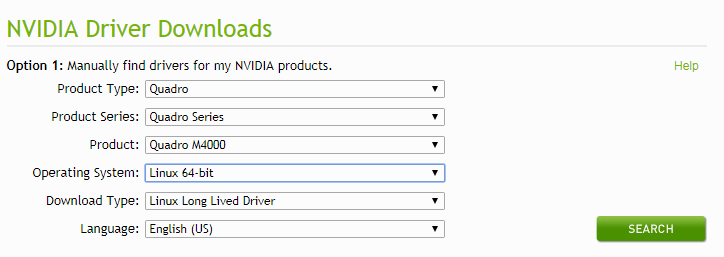 NVIDIA Driver Downloads
Option 1: Manually find drivers for my NVIDIA products. Help
Product Type: Quadro
Product Series: Quadro Series
Product: Quadro M4000
Operating System: Linux 64-bit
Download Type: Linux Long Lived Driver
Language: English (US)
SEARCH